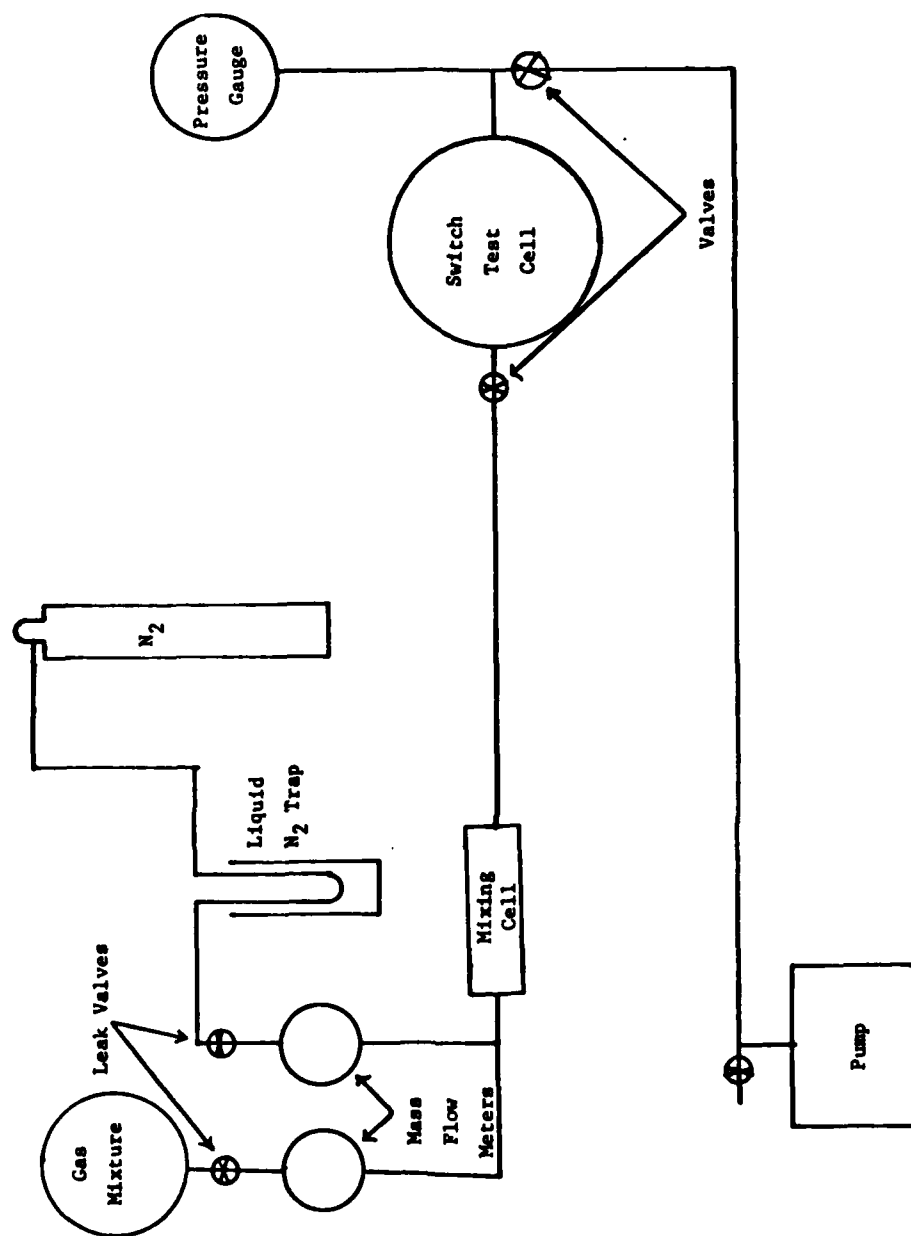 Gas
Mixture
Leak Valves
Mass
Flow
Meters
Liquid
N₂ Trap
N₂
Mixing
Cell
Switch
Test
Cell
Valves
Pressure
Gauge
Pump